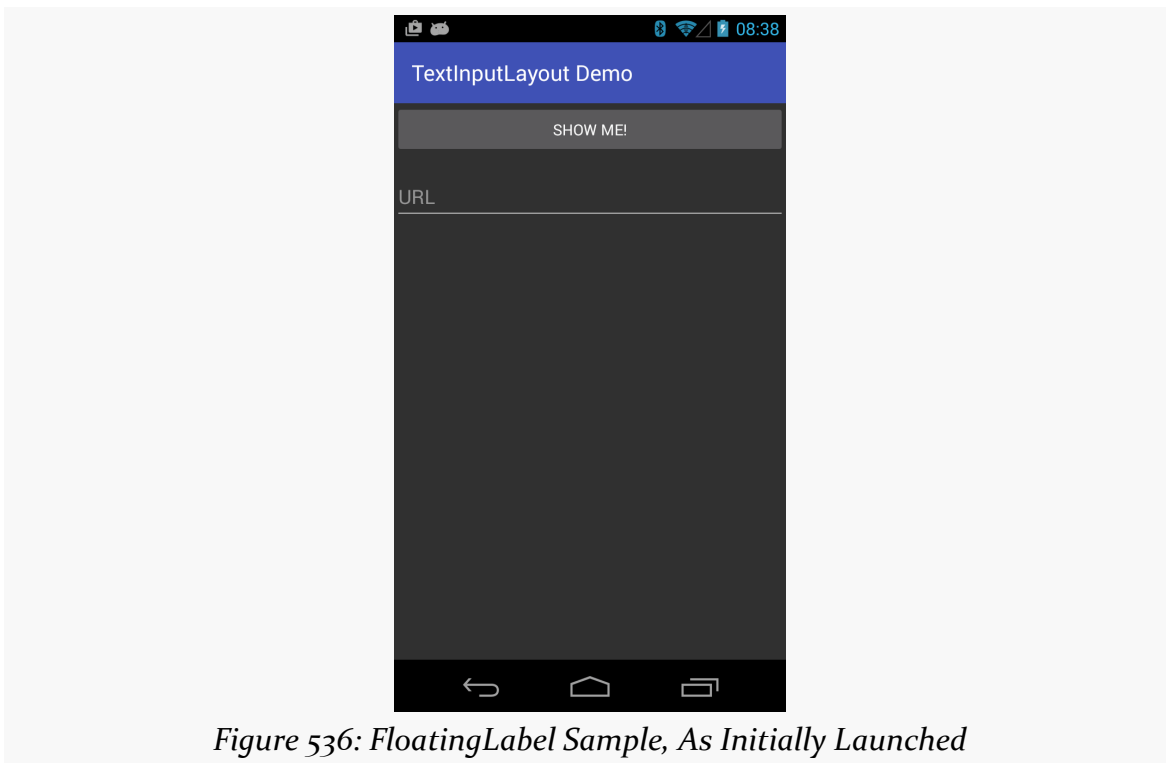 08:38
TextInputLayout Demo
SHOW ME!
URL
Figure 536: FloatingLabel Sample, As Initially Launched